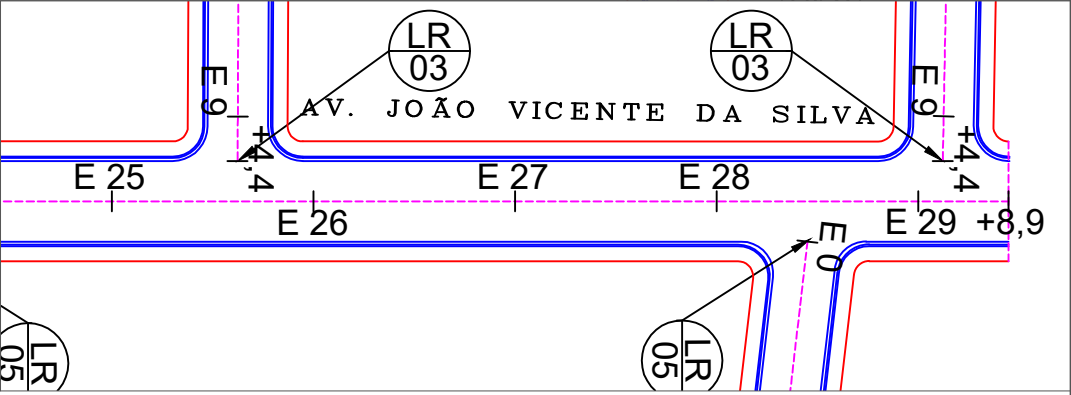 LR
03
LR
03
E 9
+4,4
AV. JOÃO VICENTE DA SILVA
E 9
+4,4
E 25
E 26
E 27
E 28
E 29
+8,9
E 0
LR
05
LR
05